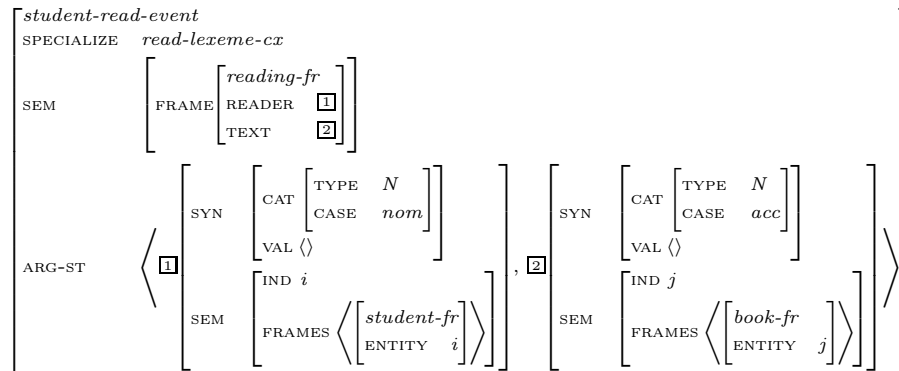 student-read-event
SPECIALIZE read-lexeme-cx
SEM FRAME reading-fr
READER 1
TEXT 2
ARG-ST ⟨ 1 SYN CAT TYPE N
CASE nom
VAL ⟨⟩
SEM IND i
FRAMES ⟨ student-fr
ENTITY i ⟩
, 2 SYN CAT TYPE N
CASE acc
VAL ⟨⟩
SEM IND j
FRAMES ⟨ book-fr
ENTITY j ⟩ ⟩